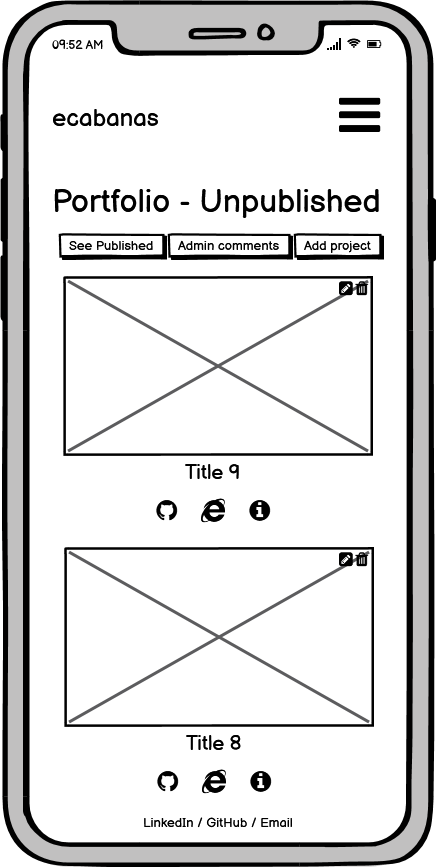 09:52 AM
ecabanas
Portfolio - Unpublished
See Published Admin comments Add project
Title 9
Title 8
LinkedIn / GitHub / Email